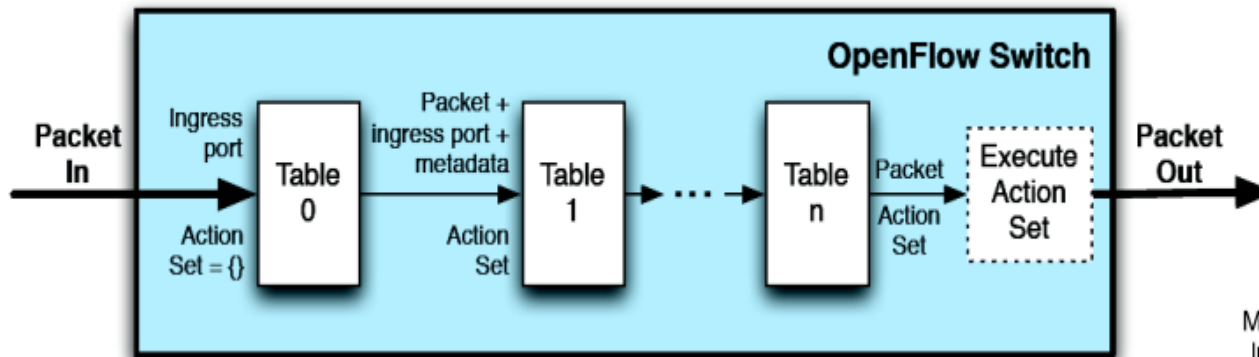 OpenFlow Switch
Packet
In
Ingress
port
Action
Set = {}
Table
0
Packet +
ingress port +
metadata
Action
Set
Table
1
...
Table
n
Packet
Action
Set
Execute
Action
Set
Packet
Out